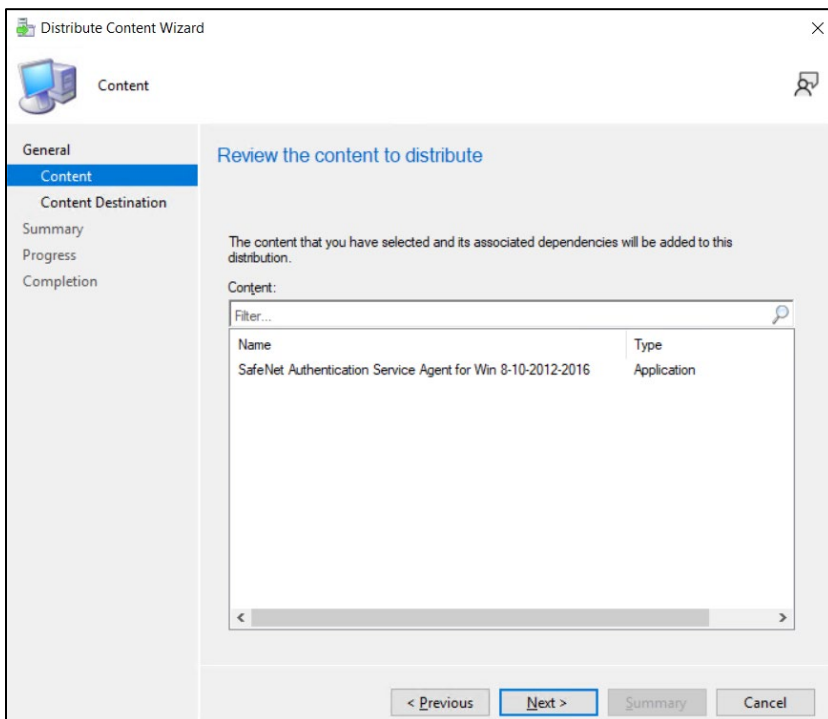 Distribute Content Wizard
Content
General
Content
Content Destination
Summary
Progress
Completion
Review the content to distribute
The content that you have selected and its associated dependencies will be added to this
distribution.
Content:
Filter...
Name Type
SafeNet Authentication Service Agent for Win 8-10-2012-2016 Application
< Previous Next > Summary Cancel